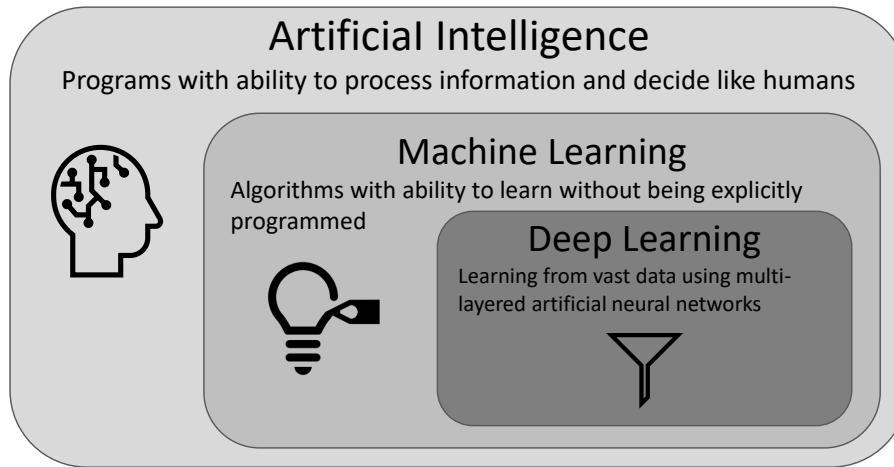 Artificial Intelligence
Programs with ability to process information and decide like humans
Machine Learning
Algorithms with ability to learn without being explicitly
programmed
Deep Learning
Learning from vast data using multi-
layered artificial neural networks